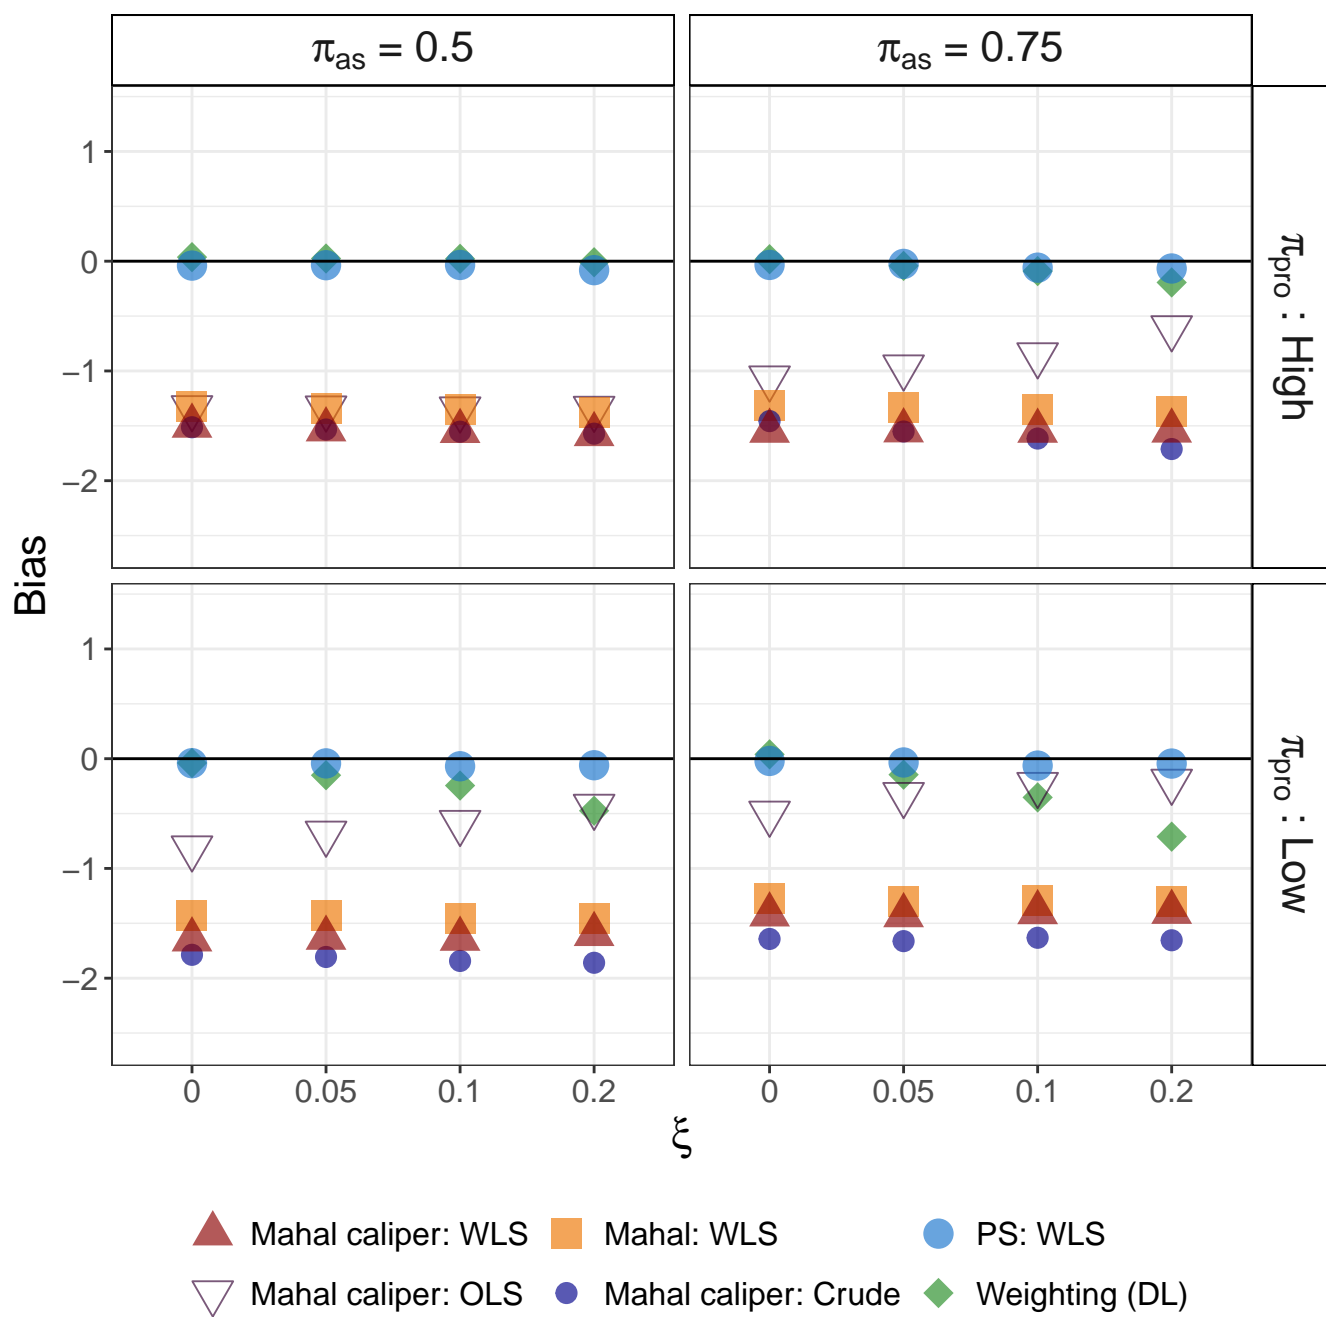 π_as = 0.5
π_as = 0.75
1
0
−1
−2
π_pro : High
Bias
1
0
−1
−2
π_pro : Low
0 0.05 0.1 0.2
0 0.05 0.1 0.2
ξ
Mahal caliper: WLS
Mahal: WLS
PS: WLS
Mahal caliper: OLS
Mahal caliper: Crude
Weighting (DL)